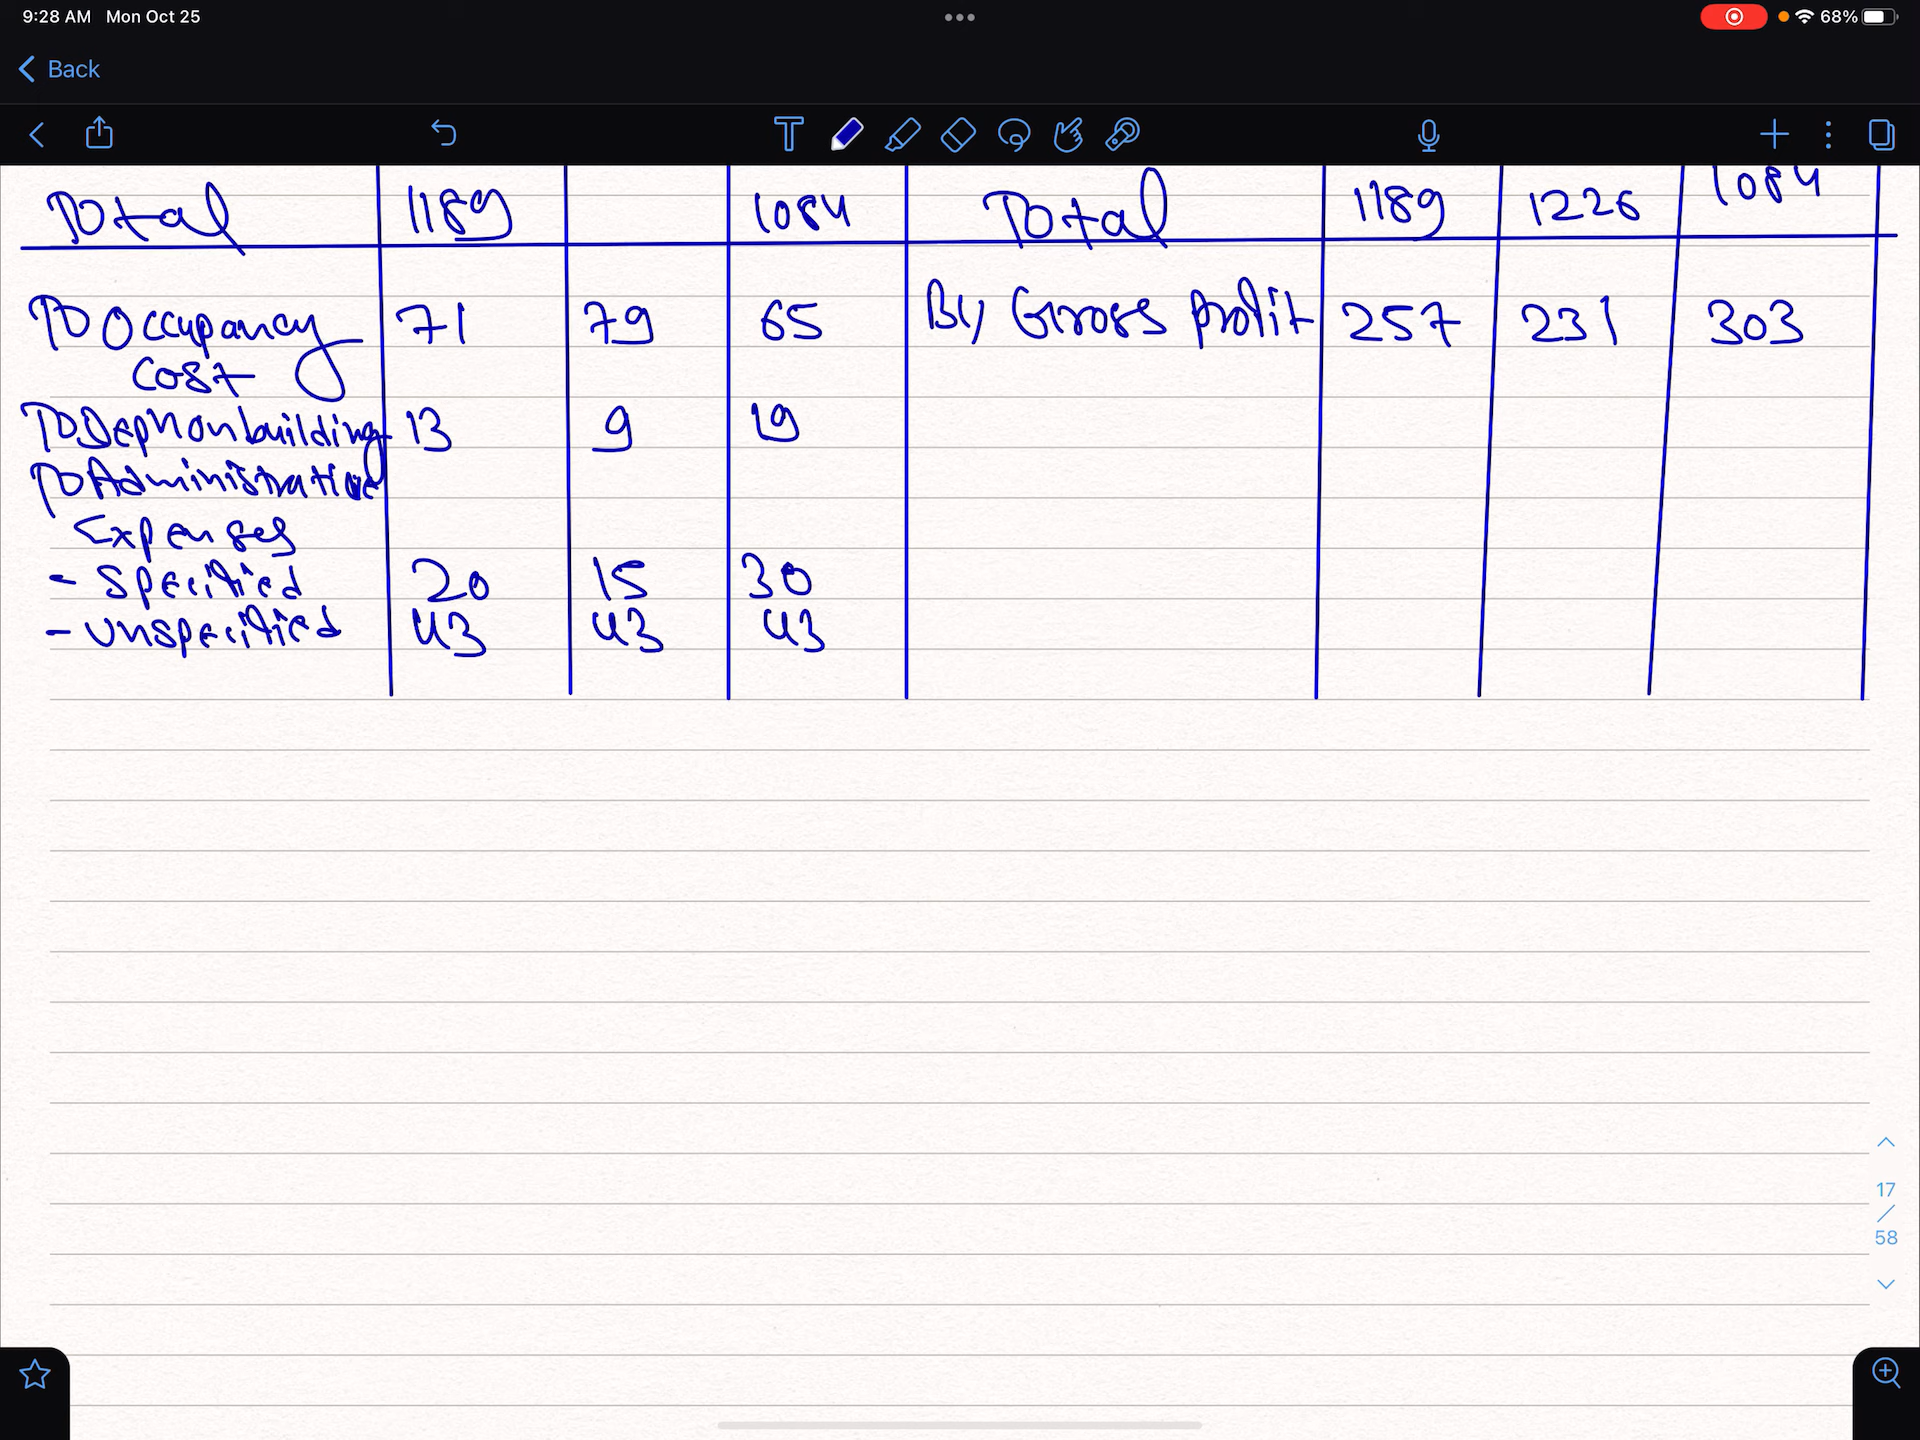 9:28 AM Mon Oct 25
68%
Back
T
Total 1189 1084 Total 1189 1226 1084
To Occupancy 71 79 65 By Gross profit 257 231 303
Cost
To Dep n on building 13 9 19
To Administrative
Expenses
- Specified 20 15 30
- Unspecified 43 43 43
17
/
58